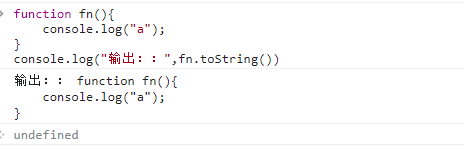 function fn(){
    console.log("a");
}
console.log("输出：：",fn.toString())
输出：： function fn(){
    console.log("a");
}
undefined